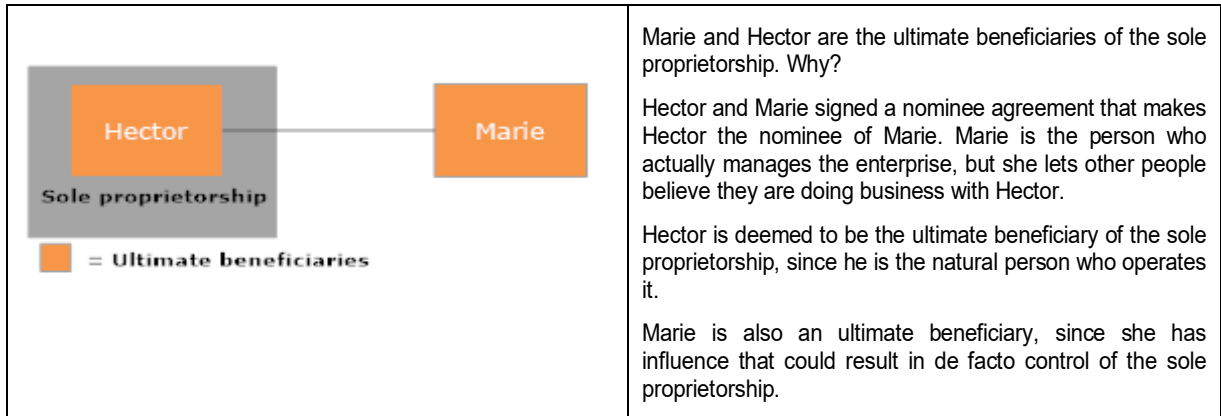 Hector
Marie
Sole proprietorship
= Ultimate beneficiaries
Marie and Hector are the ultimate beneficiaries of the sole
proprietorship. Why?
Hector and Marie signed a nominee agreement that makes
Hector the nominee of Marie. Marie is the person who
actually manages the enterprise, but she lets other people
believe they are doing business with Hector.
Hector is deemed to be the ultimate beneficiary of the sole
proprietorship, since he is the natural person who operates
it.
Marie is also an ultimate beneficiary, since she has
influence that could result in de facto control of the sole
proprietorship.